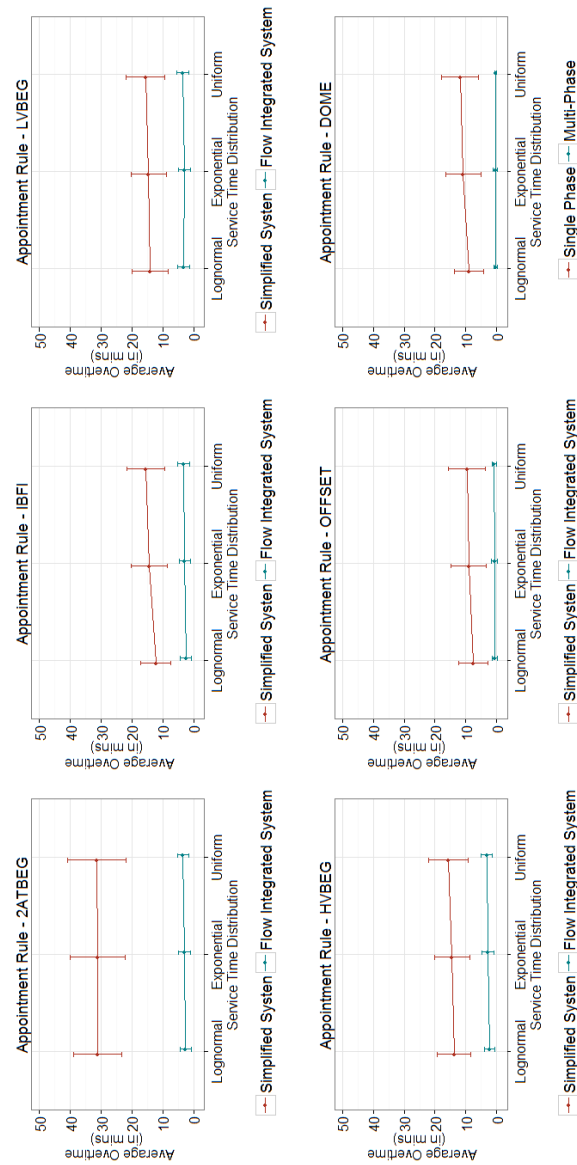 Appointment Rule - 2ATBEG
Average Overtime
(in mins)
50
40
30
20
10
0
Lognormal Exponential Uniform
Service Time Distribution
Simplified Systen Flow Integrated System
Appointment Rule - IBFI
Average Overtime
(in mins)
50
40
30
20
10
0
Lognormal Exponential Uniform
Service Time Distribution
Simplified Systen Flow Integrated System
Appointment Rule - LVBEG
Average Overtime
(in mins)
50
40
30
20
10
0
Lognormal Exponential Uniform
Service Time Distribution
Simplified Systen Flow Integrated System
Appointment Rule - HVBEG
Average Overtime
(in mins)
50
40
30
20
10
0
Lognormal Exponential Uniform
Service Time Distribution
Simplified Systen Flow Integrated System
Appointment Rule - OFFSET
Average Overtime
(in mins)
50
40
30
20
10
0
Lognormal Exponential Uniform
Service Time Distribution
Simplified Systen Flow Integrated System
Appointment Rule - DOME
Average Overtime
(in mins)
50
40
30
20
10
0
Lognormal Exponential Uniform
Service Time Distribution
Single Phase Multi-Phase